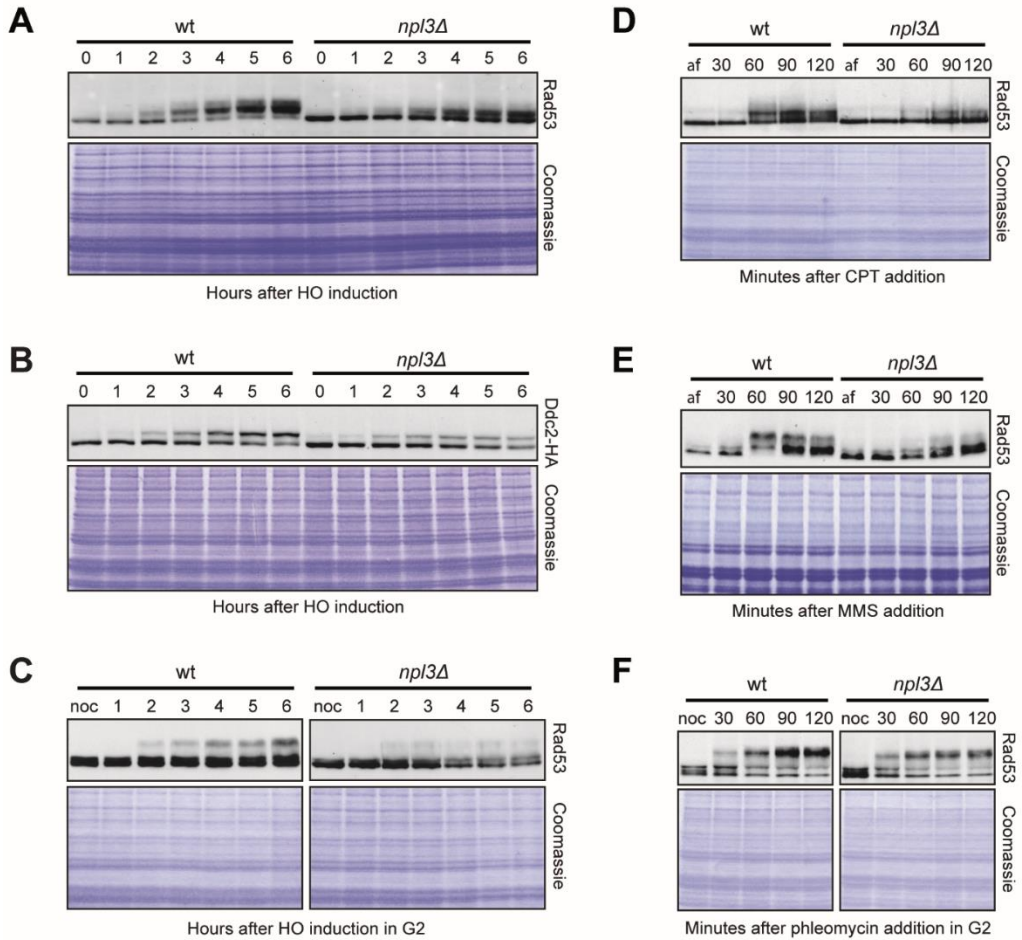 A
wt npl3Δ
0 1 2 3 4 5 6 0 1 2 3 4 5 6
Rad53
Coomassie
Hours after HO induction
B
wt npl3Δ
0 1 2 3 4 5 6 0 1 2 3 4 5 6
Ddc2-HA
Coomassie
Hours after HO induction
C
wt npl3Δ
noc 1 2 3 4 5 6 noc 1 2 3 4 5 6
Rad53
Coomassie
Hours after HO induction in G2
D
wt npl3Δ
af 30 60 90 120 af 30 60 90 120
Rad53
Coomassie
Minutes after CPT addition
E
wt npl3Δ
af 30 60 90 120 af 30 60 90 120
Rad53
Coomassie
Minutes after MMS addition
F
wt npl3Δ
noc 30 60 90 120 noc 30 60 90 120
Rad53
Coomassie
Minutes after phleomycin addition in G2